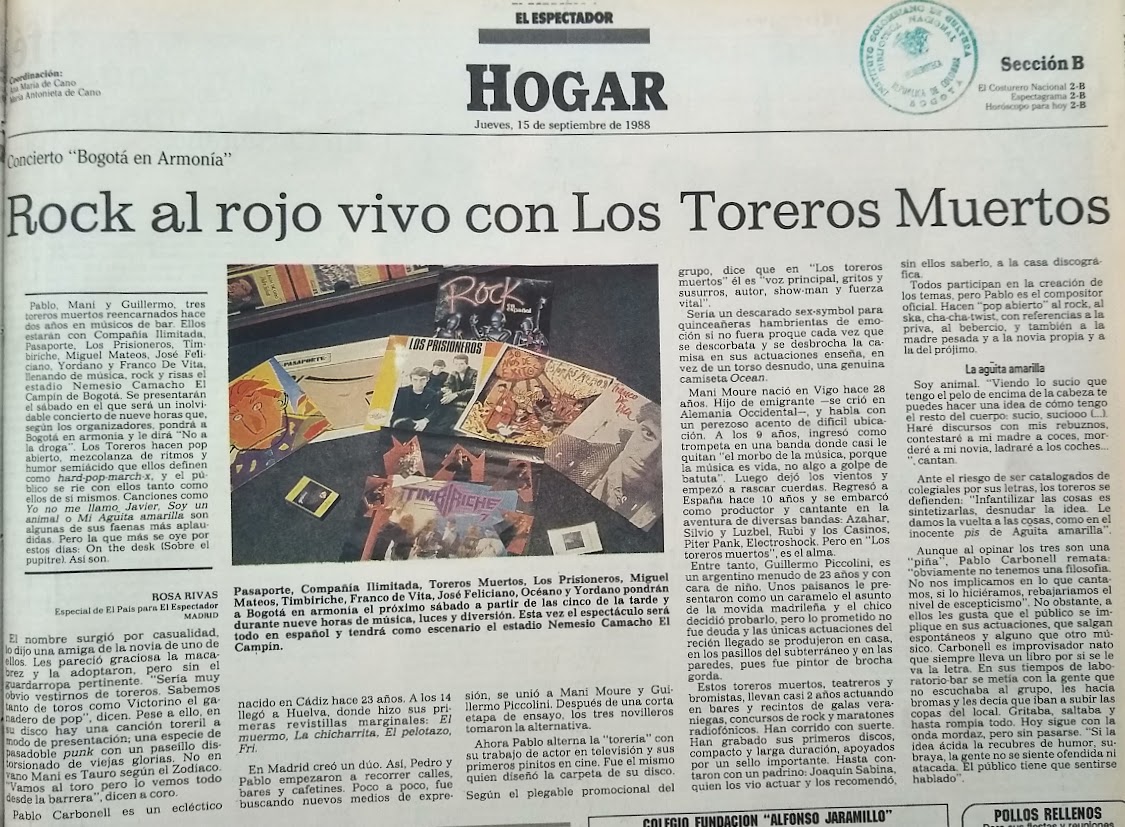 EL ESPECTADOR
HOGAR
Jueves, 15 de septiembre de 1988
Coordinación:
Ana María de Cano
María Antonieta de Cano
INSTITUTO COLOMBIANO DE CULTURA
BIBLIOTECA NACIONAL
Sección B
El Costurero Nacional 2-B
Espectagrama 2-B
Horóscopo para hoy 2-B
Concierto "Bogotá en Armonía"
Rock al rojo vivo con Los Toreros Muertos
Pablo, Mani y Guillermo, tres
toreros muertos reencarnados hace
dos años en músicos de bar. Ellos
estarán con Compañía Ilimitada,
Pasaporte, Los Prisioneros, Tim-
biriche, Miguel Mateos, José Feli-
ciano, Yordano y Franco De Vita,
llenando de música, rock y risas el
estadio Nemesio Camacho El
Campín de Bogotá. Se presentarán
el sábado en el que será un inolvi-
dable concierto de nueve horas que,
según los organizadores, pondrá a
Bogotá en armonía y le dirá "No a
la droga". Los Toreros hacen pop
abierto, mezcolanza de ritmos y
humor semiácido que ellos definen
como hard-pop-march-x, y el pú-
blico se ríe con ellos tanto como
ellos de sí mismos. Canciones como
Yo no me llamo Javier, Soy un
animal o Mi Aguita amarilla son
algunas de sus faenas más aplau-
didas. Pero la que más se oye por
estos días: On the desk (Sobre el
pupitre). Así son.
ROSA RIVAS
Especial de El País para El Espectador
MADRID
El nombre surgió por casualidad,
lo dijo una amiga de la novia de uno de
ellos. Les pareció graciosa la maca-
brez y la adoptaron, pero sin el
guardarropa pertinente. "Sería muy
obvio vestirnos de toreros. Sabemos
tanto de toros como Victorino el ga-
nadero de pop", dicen. Pese a ello, en
su disco hay una canción toreril a
modo de presentación; una especie de
pasadoble punk con un paseíllo dis-
torsionado de viejas glorias. No en
vano Mani es Tauro según el Zodíaco.
"Vamos al toro pero lo vemos todo
desde la barrera", dicen a coro.
Pablo Carbonell es un ecléctico
Rock
en Español
PASAPORTE
LOS PRISIONEROS
TIMBIRICHE
Pasaporte, Compañía Ilimitada, Toreros Muertos, Los Prisioneros, Miguel
Mateos, Timbiriche, Franco de Vita, José Feliciano, Océano y Yordano pondrán
a Bogotá en armonía el próximo sábado a partir de las cinco de la tarde y
durante nueve horas de música, luces y diversión. Esta vez el espectáculo será
todo en español y tendrá como escenario el estadio Nemesio Camacho El
Campín.
nacido en Cádiz hace 23 años. A los 14
llegó a Huelva, donde hizo sus pri-
meras revistillas marginales: El
muermo, La chicharrita, El pelotazo,
Fri.
En Madrid creó un dúo. Así, Pedro y
Pablo empezaron a recorrer calles,
bares y cafetines. Poco a poco, fue
buscando nuevos medios de expre-
sión, se unió a Mani Moure y Gui-
llermo Piccolini. Después de una corta
etapa de ensayo, los tres novilleros
tomaron la alternativa.
Ahora Pablo alterna la "torería" con
su trabajo de actor en televisión y sus
primeros pinitos en cine. Fue el mismo
quien diseñó la carpeta de su disco.
Según el plegable promocional del
grupo, dice que en "Los toreros
muertos" él es "voz principal, gritos y
susurros, autor, show-man y fuerza
vital".
Sería un descarado sex-symbol para
quinceañeras hambrientas de emo-
ción si no fuera proque cada vez que
se descorbata y se desbrocha la ca-
misa en sus actuaciones enseña, en
vez de un torso desnudo, una genuina
camiseta Ocean.
Mani Moure nació en Vigo hace 28
años. Hijo de emigrante —se crió en
Alemania Occidental—, y habla con
un perezoso acento de difícil ubica-
ción. A los 9 años, ingresó como
trompeta en una banda donde casi le
quitan "el morbo de la música, porque
la música es vida, no algo a golpe de
batuta". Luego dejó los vientos y
empezó a rascar cuerdas. Regresó a
España hace 10 años y se embarcó
como productor y cantante en la
aventura de diversas bandas: Azahar,
Silvio y Luzbel, Rubi y los Casinos,
Piter Pank, Electroshock. Pero en "Los
toreros muertos", es el alma.
Entre tanto, Guillermo Piccolini, es
un argentino menudo de 23 años y con
cara de niño. Unos paisanos le pre-
sentaron como un caramelo el asunto
de la movida madrileña y el chico
decidió probarlo, pero lo prometido no
fue deuda y las únicas actuaciones del
recién llegado se produjeron en casa,
en los pasillos del subterráneo y en las
paredes, pues fue pintor de brocha
gorda.
Estos toreros muertos, teatreros y
bromistas, llevan casi 2 años actuando
en bares y recintos de galas vera-
niegas, concursos de rock y maratones
radiofónicos. Han corrido con suerte.
Han grabado sus primeros discos,
compacto y larga duración, apoyados
por un sello importante. Hasta con-
taron con un padrino: Joaquín Sabina,
quien los vio actuar y los recomendó,
sin ellos saberlo, a la casa discográ-
fica.
Todos participan en la creación de
los temas, pero Pablo es el compositor
oficial. Hacen "pop abierto" al rock, al
ska, cha-cha-twist, con referencias a la
priva, al bebercio, y también a la
madre pesada y a la novia propia y a
la del prójimo.
La aguita amarilla
Soy animal. "Viendo lo sucio que
tengo el pelo de encima de la cabeza te
puedes hacer una idea de cómo tengo
el resto del cuerpo: sucio, suciooo (...).
Haré discursos con mis rebuznos,
contestaré a mi madre a coces, mor-
deré a mi novia, ladraré a los coches...
", cantan.
Ante el riesgo de ser catalogados de
colegiales por sus letras, los toreros se
defienden: "Infantilizar las cosas es
sintetizarlas, desnudar la idea. Le
damos la vuelta a las cosas, como en el
inocente pis de Aguita amarilla".
Aunque al opinar los tres son una
"piña", Pablo Carbonell remata:
"obviamente no tenemos una filosofía.
No nos implicamos en lo que canta-
mos, si lo hiciéramos, rebajaríamos el
nivel de escepticismo". No obstante, a
ellos les gusta que el público se im-
plique en sus actuaciones, que salgan
espontáneos y alguno que otro mú-
sico. Carbonell es improvisador nato
que siempre lleva un libro por si se le
va la letra. En sus tiempos de labo-
ratorio-bar se metía con la gente que
no escuchaba al grupo, les hacía
bromas y les decía que iban a subir las
copas del local. Gritaba, saltaba y
hasta rompía todo. Hoy sigue con la
onda mordaz, pero sin pasarse. "Si la
idea ácida la recubres de humor, su-
braya, la gente no se siente ofendida ni
atacada. El público tiene que sentirse
hablado".
COLEGIO FUNDACION "ALFONSO JARAMILLO"
POLLOS RELLENOS